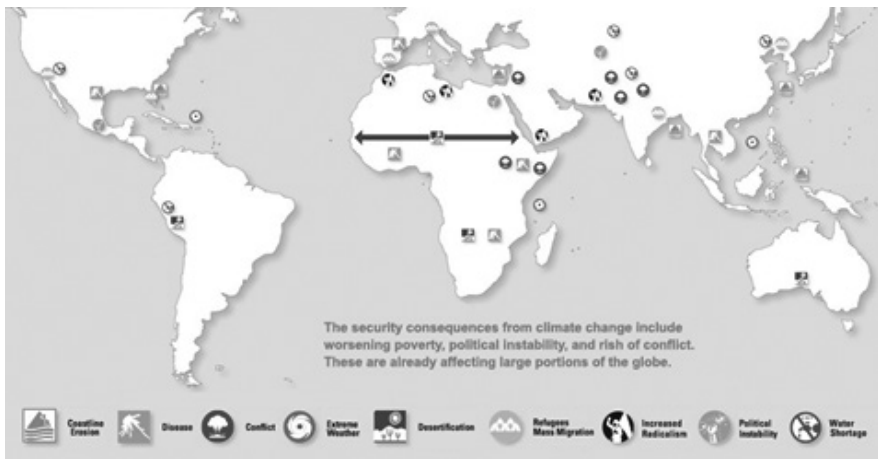 The security consequences from climate change include
worsening poverty, political instability, and risk of conflict.
These are already affecting large portions of the globe.
Coastline
Erosion
Disease
Conflict
Extreme
Weather
Desertification
Refugees
Mass Migration
Increased
Radicalism
Political
Instability
Water
Shortage